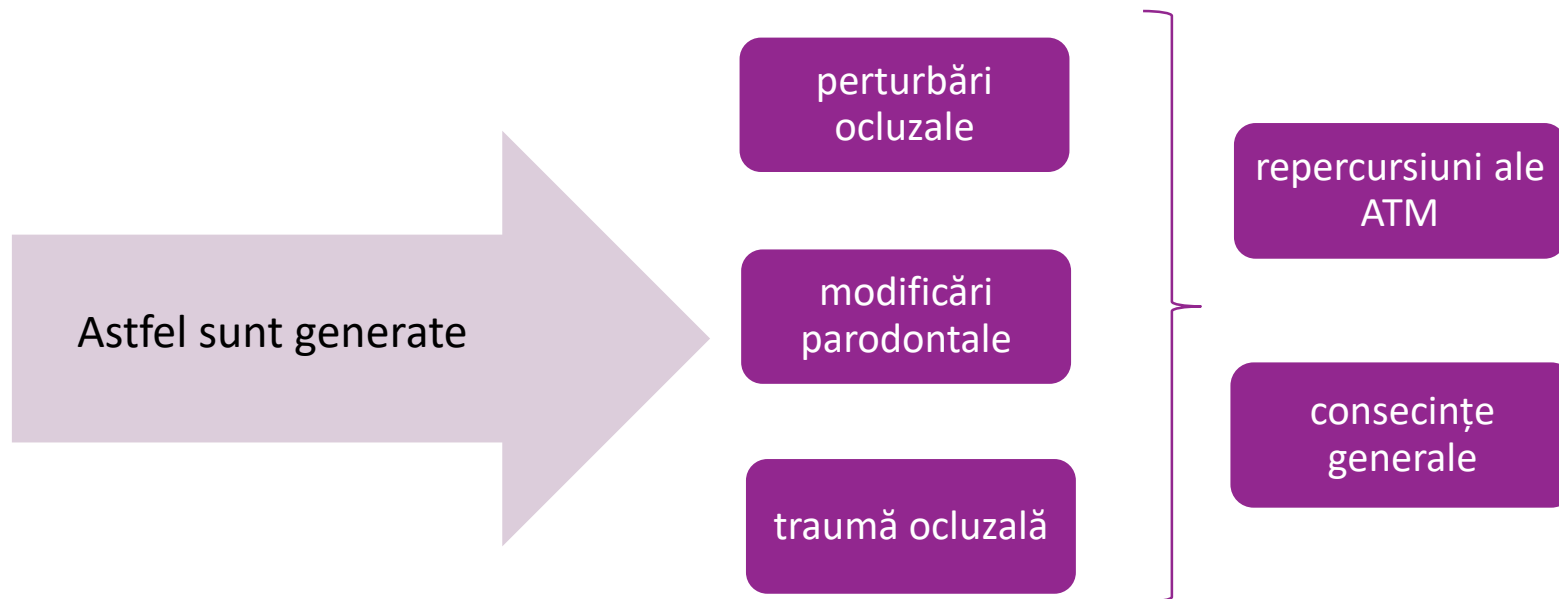 Astfel sunt generate
perturbări
ocluzale
modificări
parodontale
traumă ocluzală
repercursiuni ale
ATM
consecințe
generale